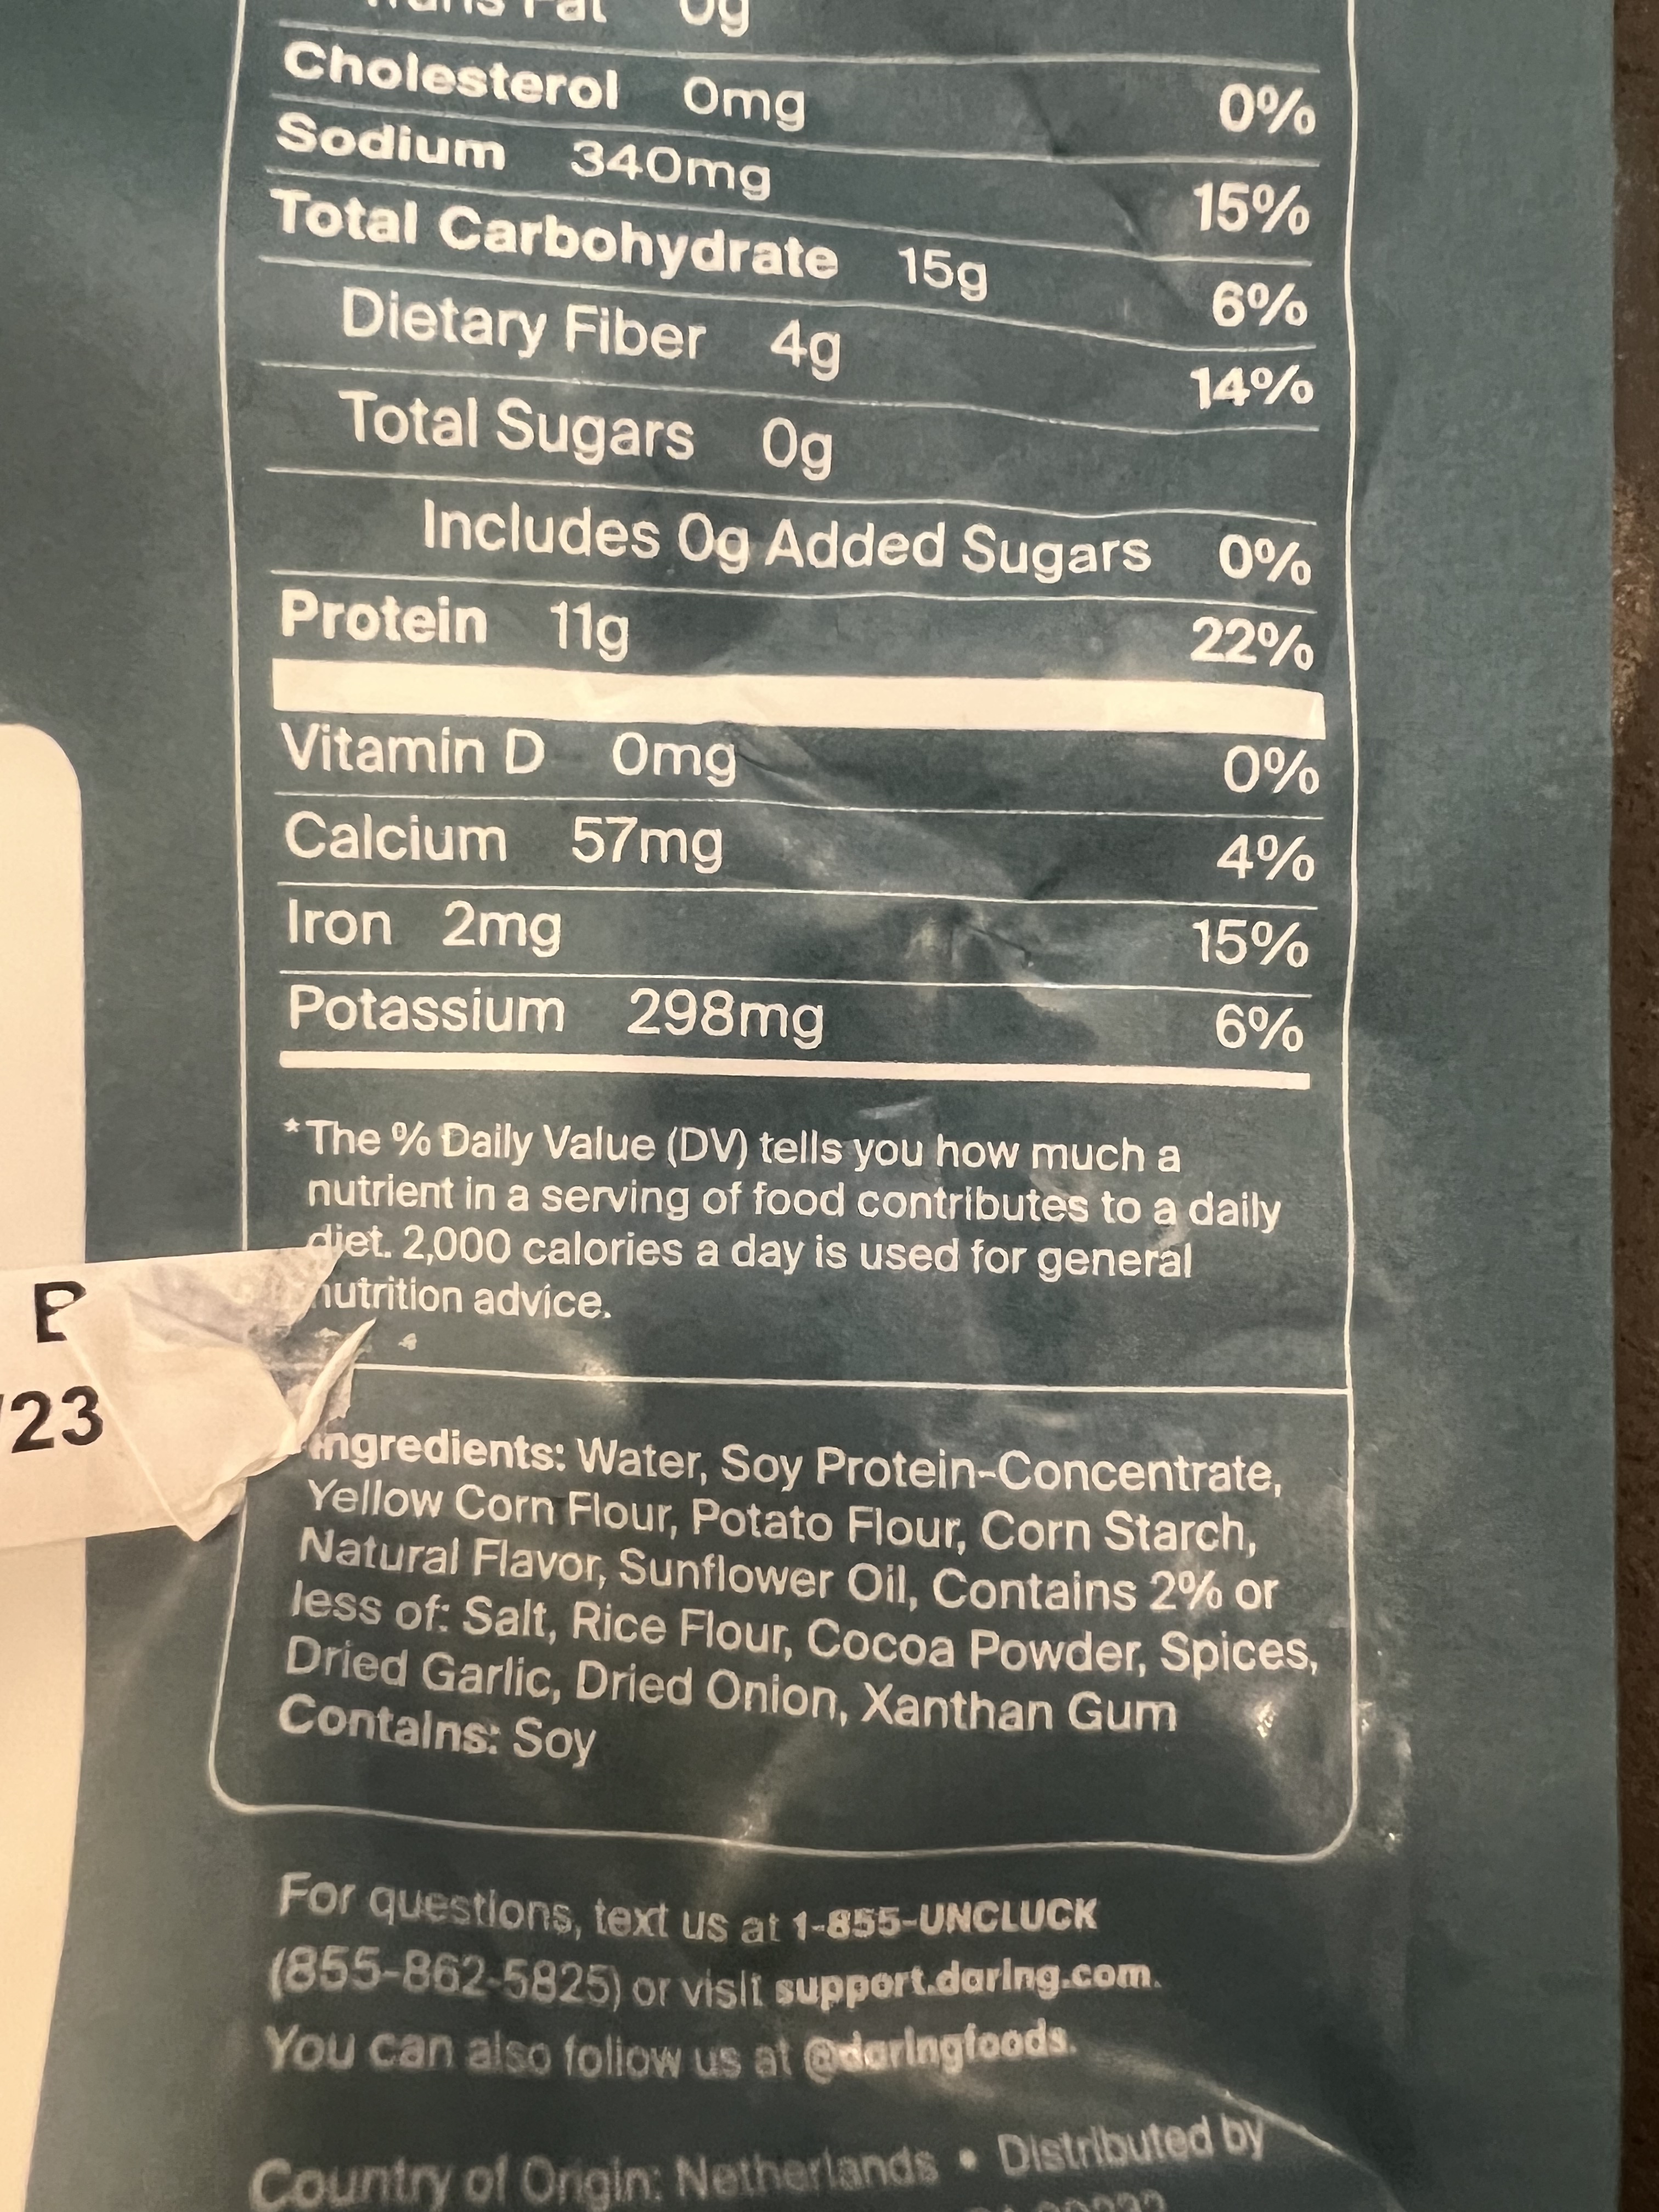 Trans Fat 0g
Cholesterol 0mg 0%
Sodium 340mg 15%
Total Carbohydrate 15g 6%
Dietary Fiber 4g 14%
Total Sugars 0g
Includes 0g Added Sugars 0%
Protein 11g 22%
Vitamin D 0mg 0%
Calcium 57mg 4%
Iron 2mg 15%
Potassium 298mg 6%
*The % Daily Value (DV) tells you how much a
nutrient in a serving of food contributes to a daily
diet. 2,000 calories a day is used for general
nutrition advice.
/23
Ingredients: Water, Soy Protein-Concentrate,
Yellow Corn Flour, Potato Flour, Corn Starch,
Natural Flavor, Sunflower Oil, Contains 2% or
less of: Salt, Rice Flour, Cocoa Powder, Spices,
Dried Garlic, Dried Onion, Xanthan Gum
Contains: Soy
For questions, text us at 1-855-UNCLUCK
(855-862-5825) or visit support.daring.com.
You can also follow us at @daringfoods.
Country of Origin: Netherlands • Distributed by